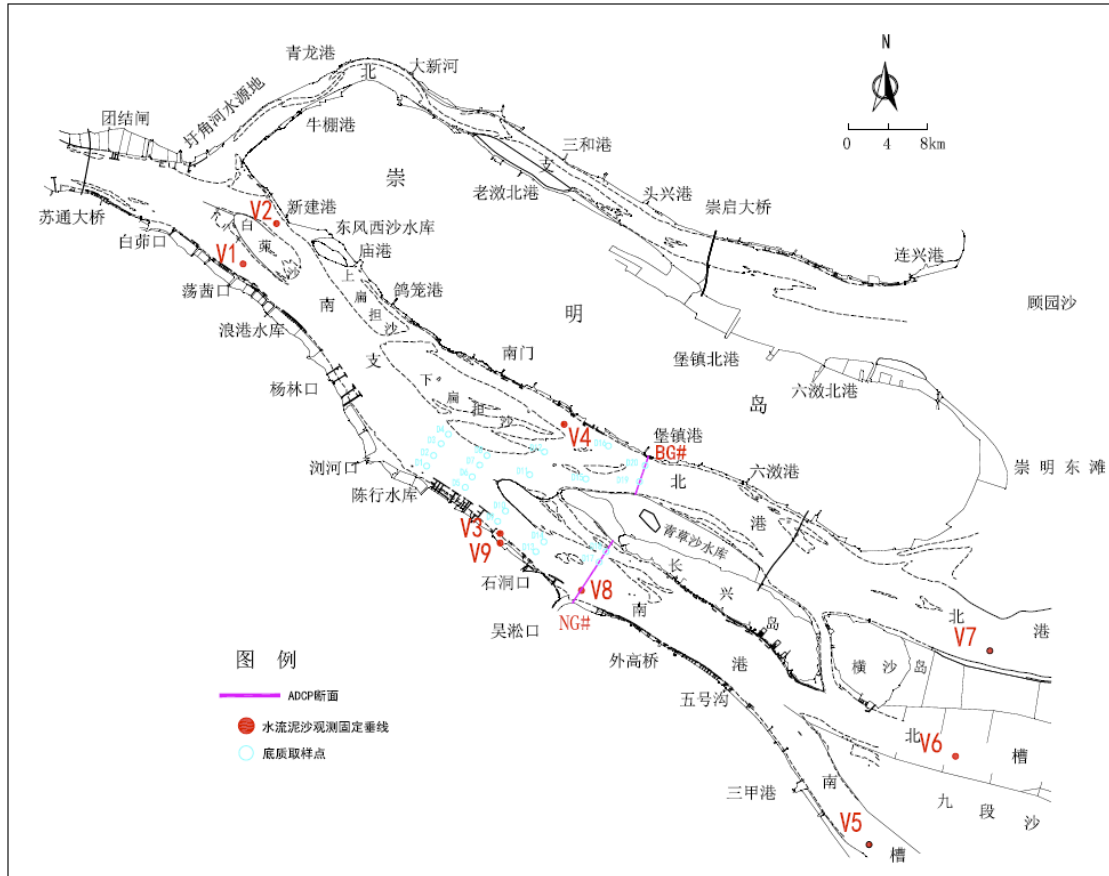 青龙港
大新河
北
N
圩角河水源地
团结闸
牛棚港
三和港
0 4 8km
支
崇
老滧北港
头兴港
崇启大桥
苏通大桥
V2
新建港
白茆口
白
茆
东风西沙水库
庙港
连兴港
V1
上
扁
担
沙
鸽笼港
荡茜口
南
明
顾园沙
浪港水库
支
南门
堡镇北港
杨林口
下
扁
担
沙
岛
六滧北港
V4
堡镇港
BG#
浏河口
六滧港
崇明东滩
陈行水库
北
港
V3
V9
青草沙水库
石洞口
长
兴
岛
V8
吴淞口
NG#
南
港
北
港
V7
图 例
外高桥
横沙岛
ADCP断面
五号沟
水流泥沙观测固定垂线
北
槽
V6
底质取样点
三甲港
南
槽
九段沙
V5